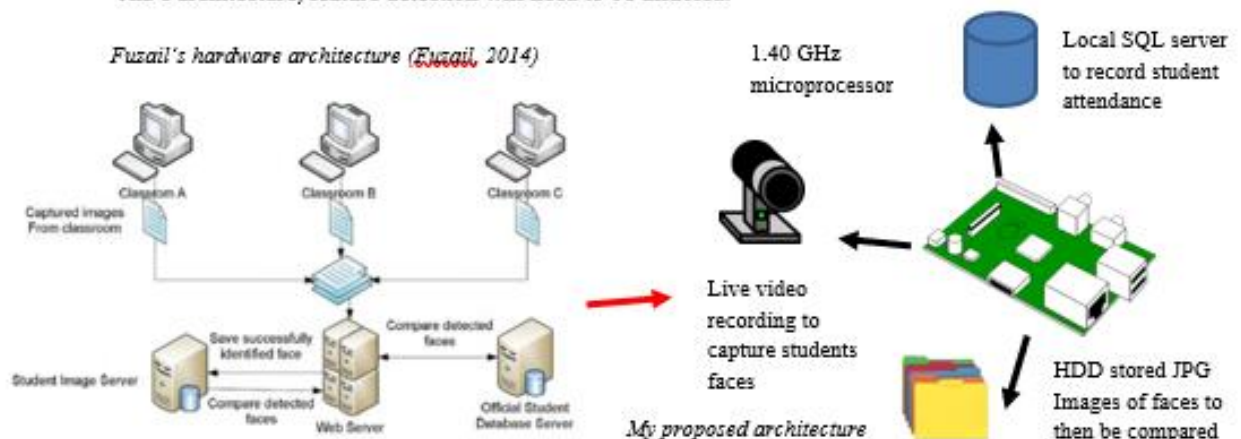 Fuzail's hardware architecture (Fuzail, 2014)
Classroom A
Classroom B
Classroom C
Captured images
From classroom
Save successfully
identified face
Compare detected
faces
Compare detected
faces
Student Image Server
Web Server
Official Student
Database Server
1.40 GHz
microprocessor
Local SQL server
to record student
attendance
Live video
recording to
capture students
faces
My proposed architecture
HDD stored JPG
Images of faces to
then be compared